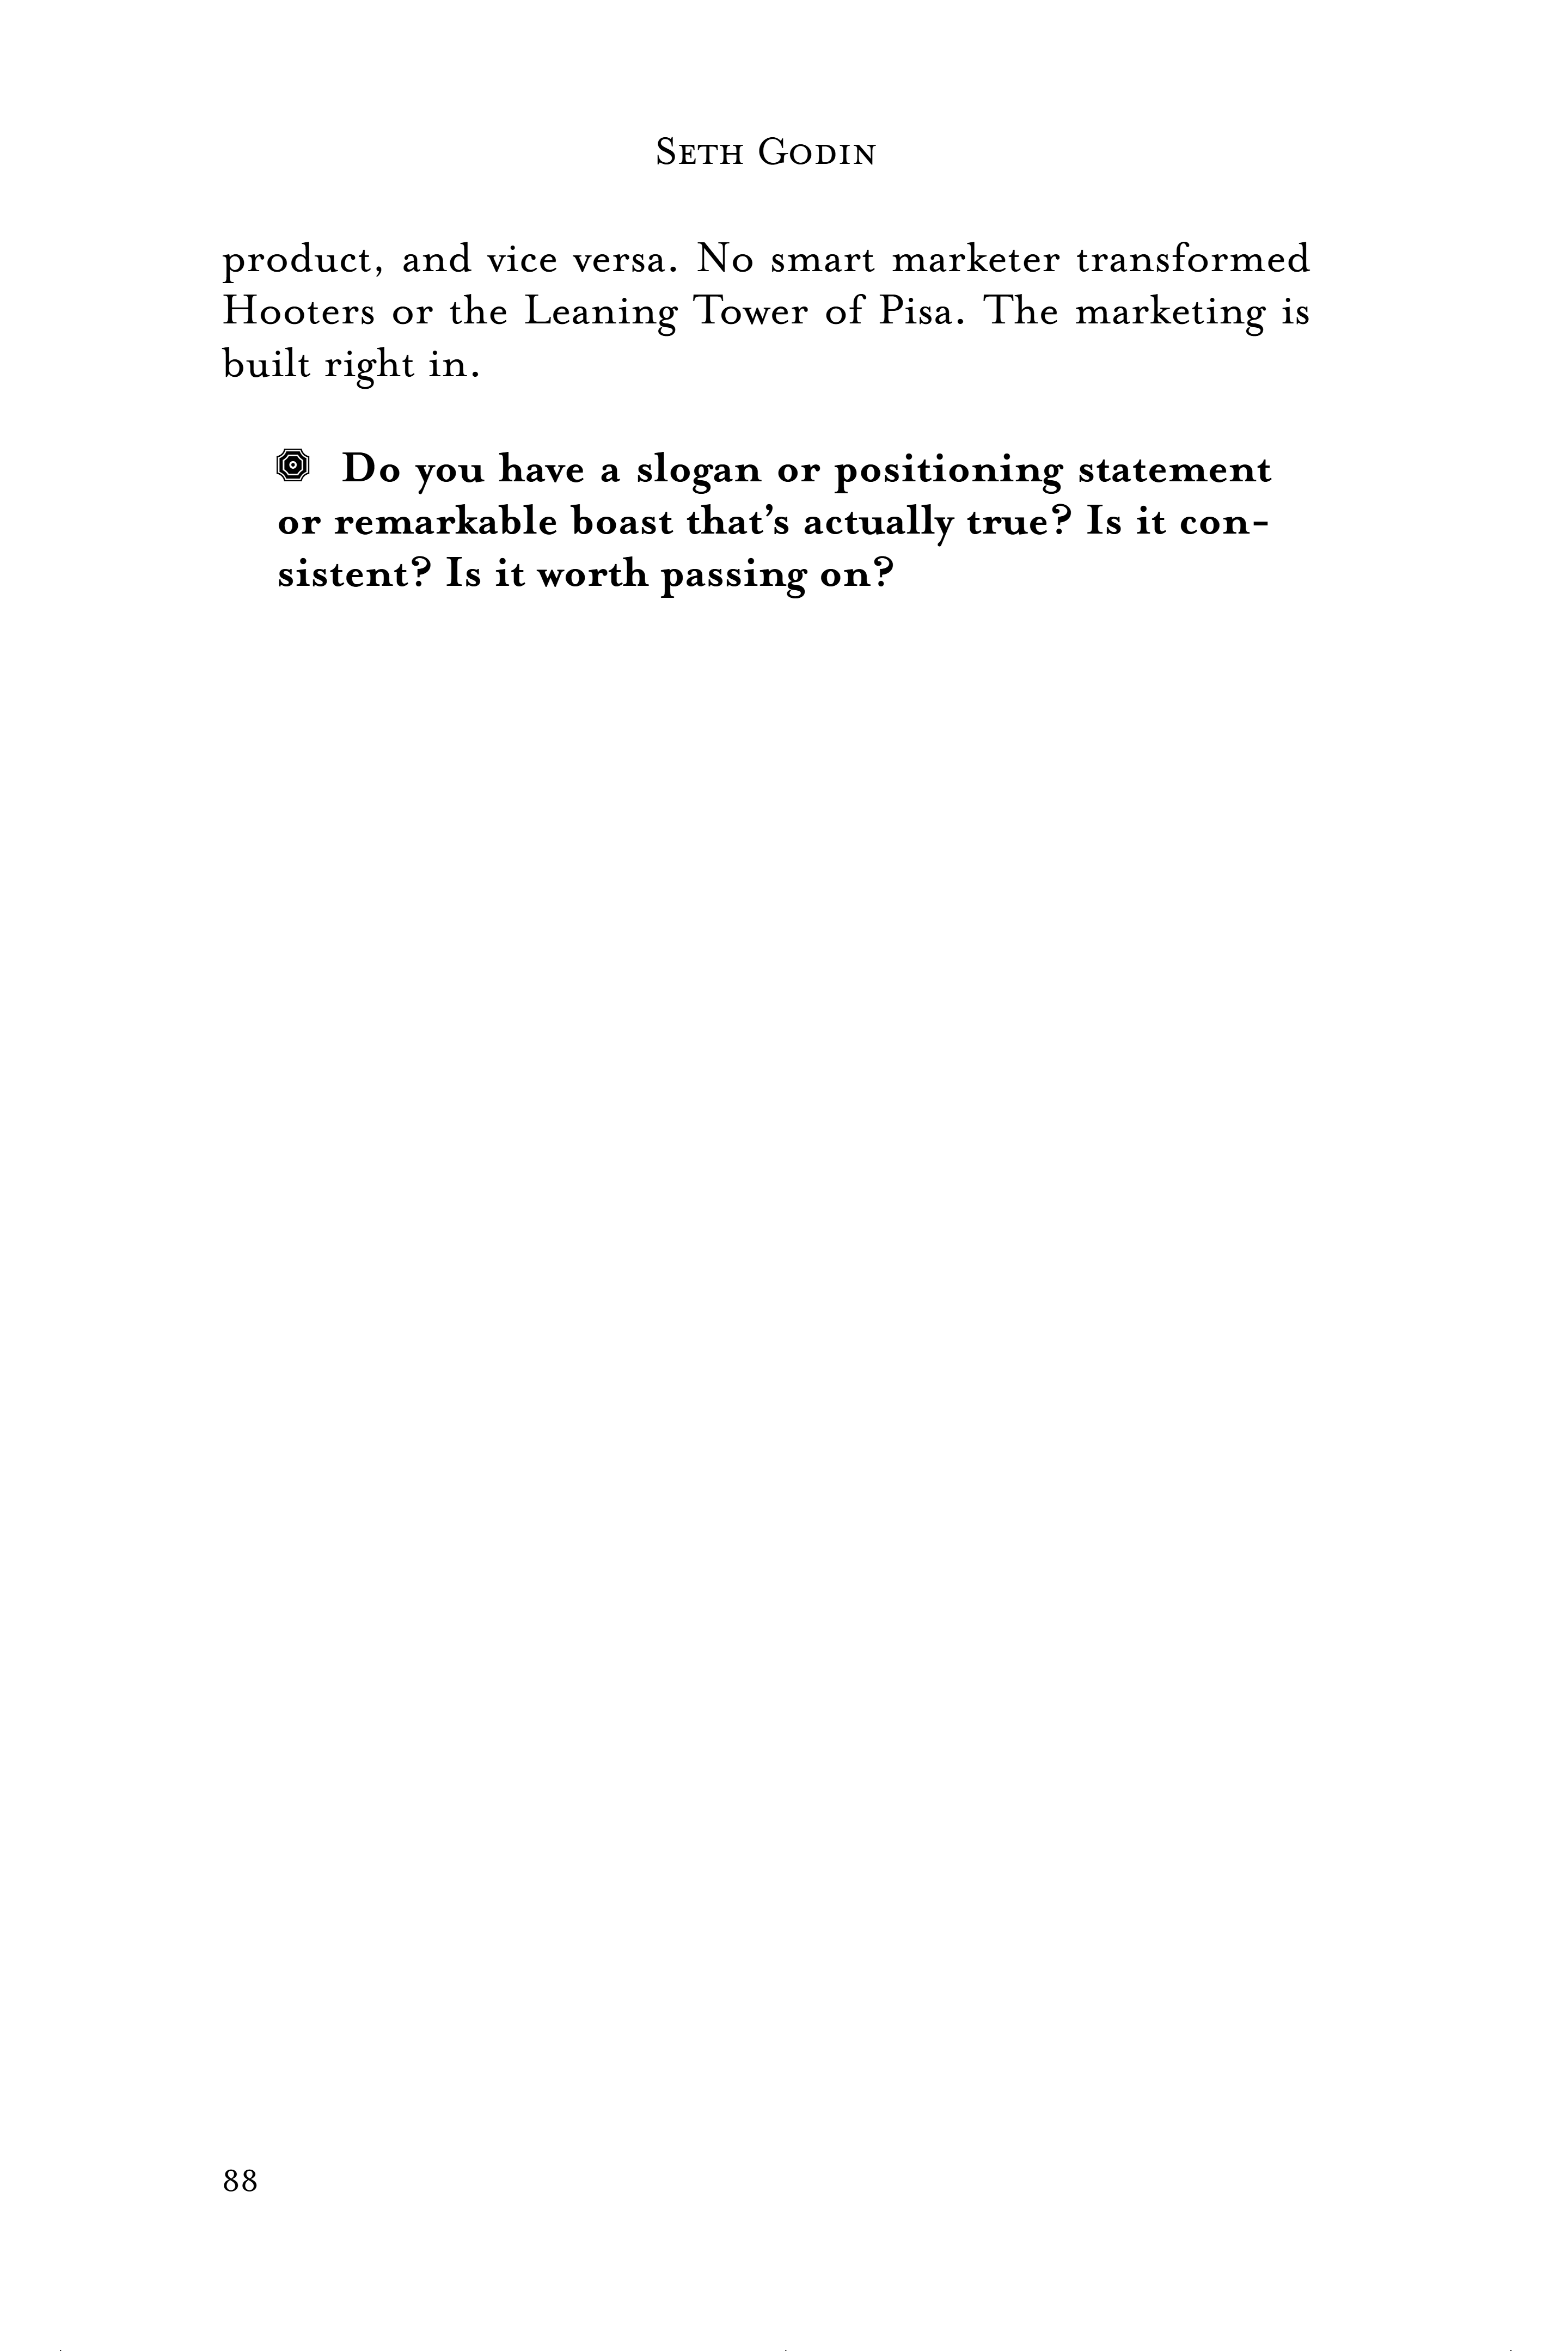 Seth Godin
product, and vice versa. No smart marketer transformed
Hooters or the Leaning Tower of Pisa. The marketing is
built right in.
Do you have a slogan or positioning statement
or remarkable boast that’s actually true? Is it con-
sistent? Is it worth passing on?
88